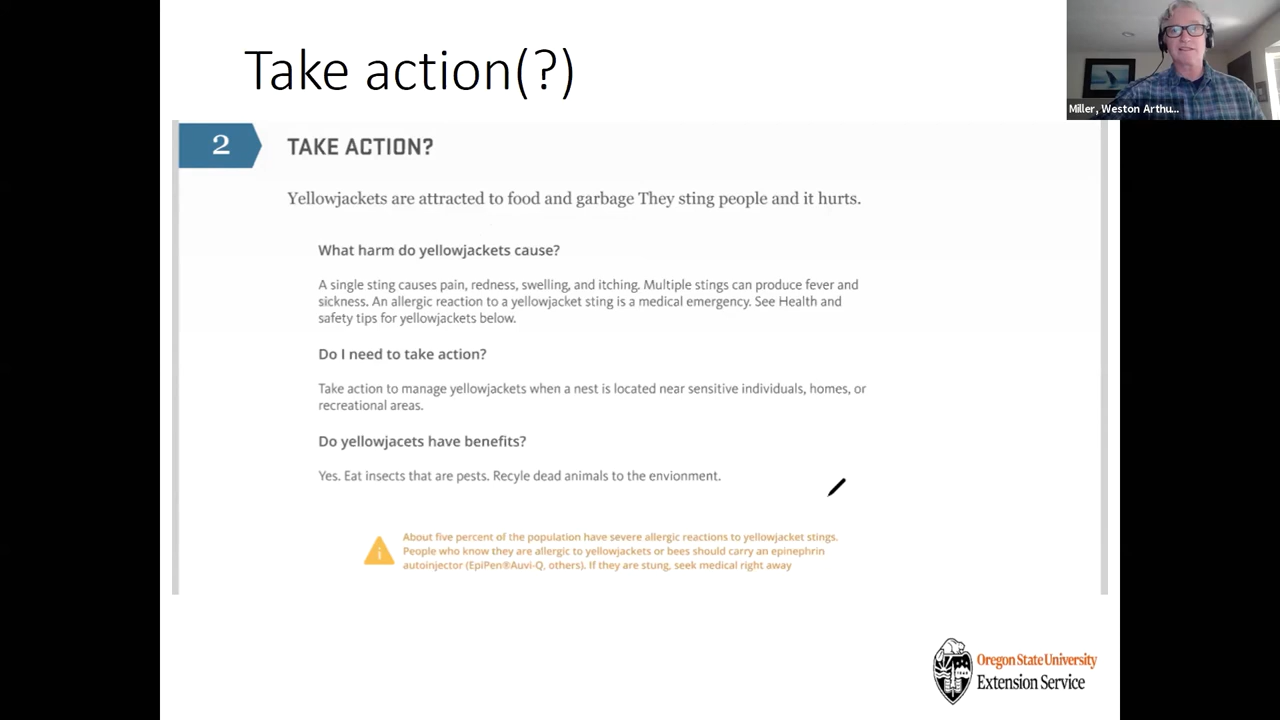 Take action(?)
Miller, Weston Arthu...
2
TAKE ACTION?
Yellowjackets are attracted to food and garbage They sting people and it hurts.
What harm do yellowjackets cause?
A single sting causes pain, redness, swelling, and itching. Multiple stings can produce fever and
sickness. An allergic reaction to a yellowjacket sting is a medical emergency. See Health and
safety tips for yellowjackets below.
Do I need to take action?
Take action to manage yellowjackets when a nest is located near sensitive individuals, homes, or
recreational areas.
Do yellowjacets have benefits?
Yes. Eat insects that are pests. Recyle dead animals to the envionment.
About five percent of the population have severe allergic reactions to yellowjacket stings.
People who know they are allergic to yellowjackets or bees should carry an epinephrin
autoinjector (EpiPen®Auvi-Q, others). If they are stung, seek medical right away
Oregon State University
Extension Service